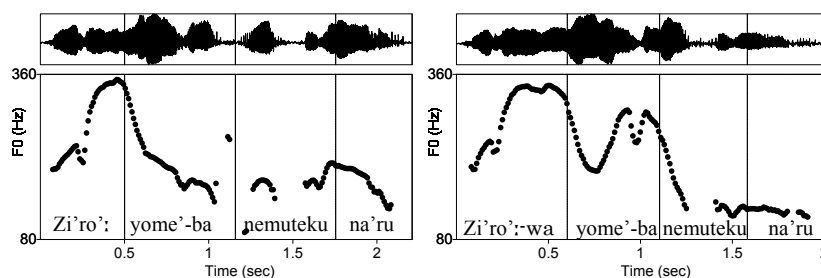 360
F0 (Hz)
80
Zi'ro'ː yome'-ba nemuteku na'ru
0.5 1 1.5 2
Time (sec)
360
F0 (Hz)
80
Zi'ro'ː-wa yome'-ba nemuteku na'ru
0.5 1 1.5 2
Time (sec)